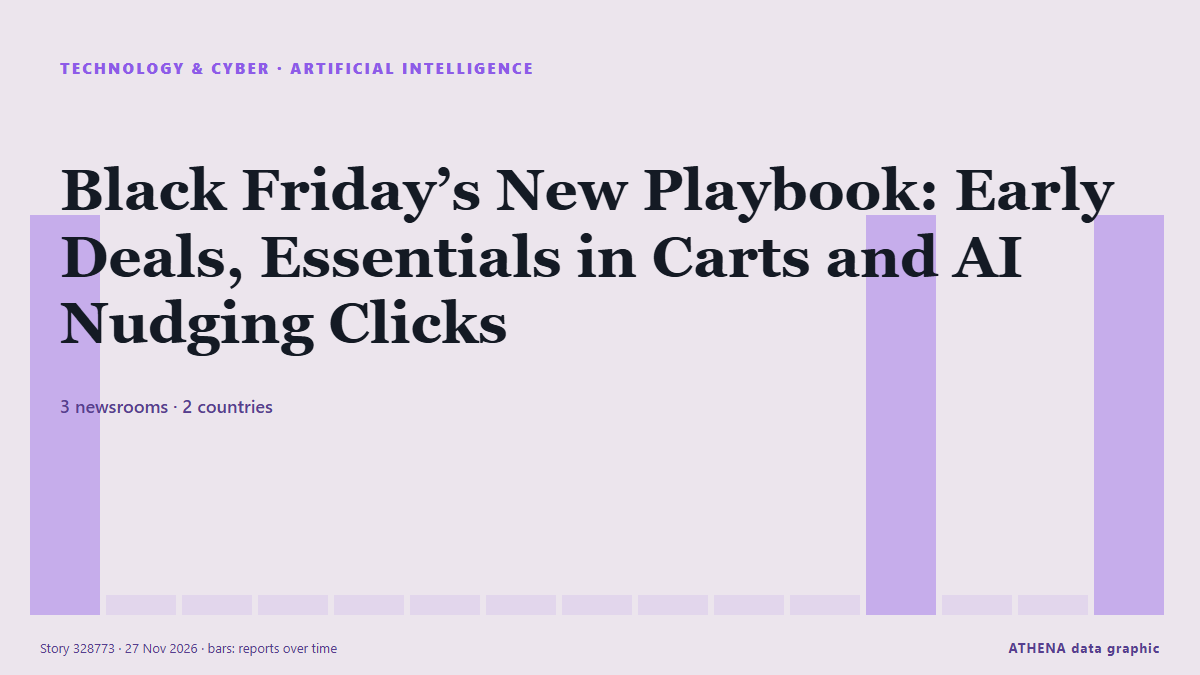 TECHNOLOGY & CYBER · ARTIFICIAL INTELLIGENCE
Black Friday’s New Playbook: Early
Deals, Essentials in Carts and AI
Nudging Clicks
3 newsrooms · 2 countries
Story 328773 · 27 Nov 2026 · bars: reports over time
ATHENA data graphic